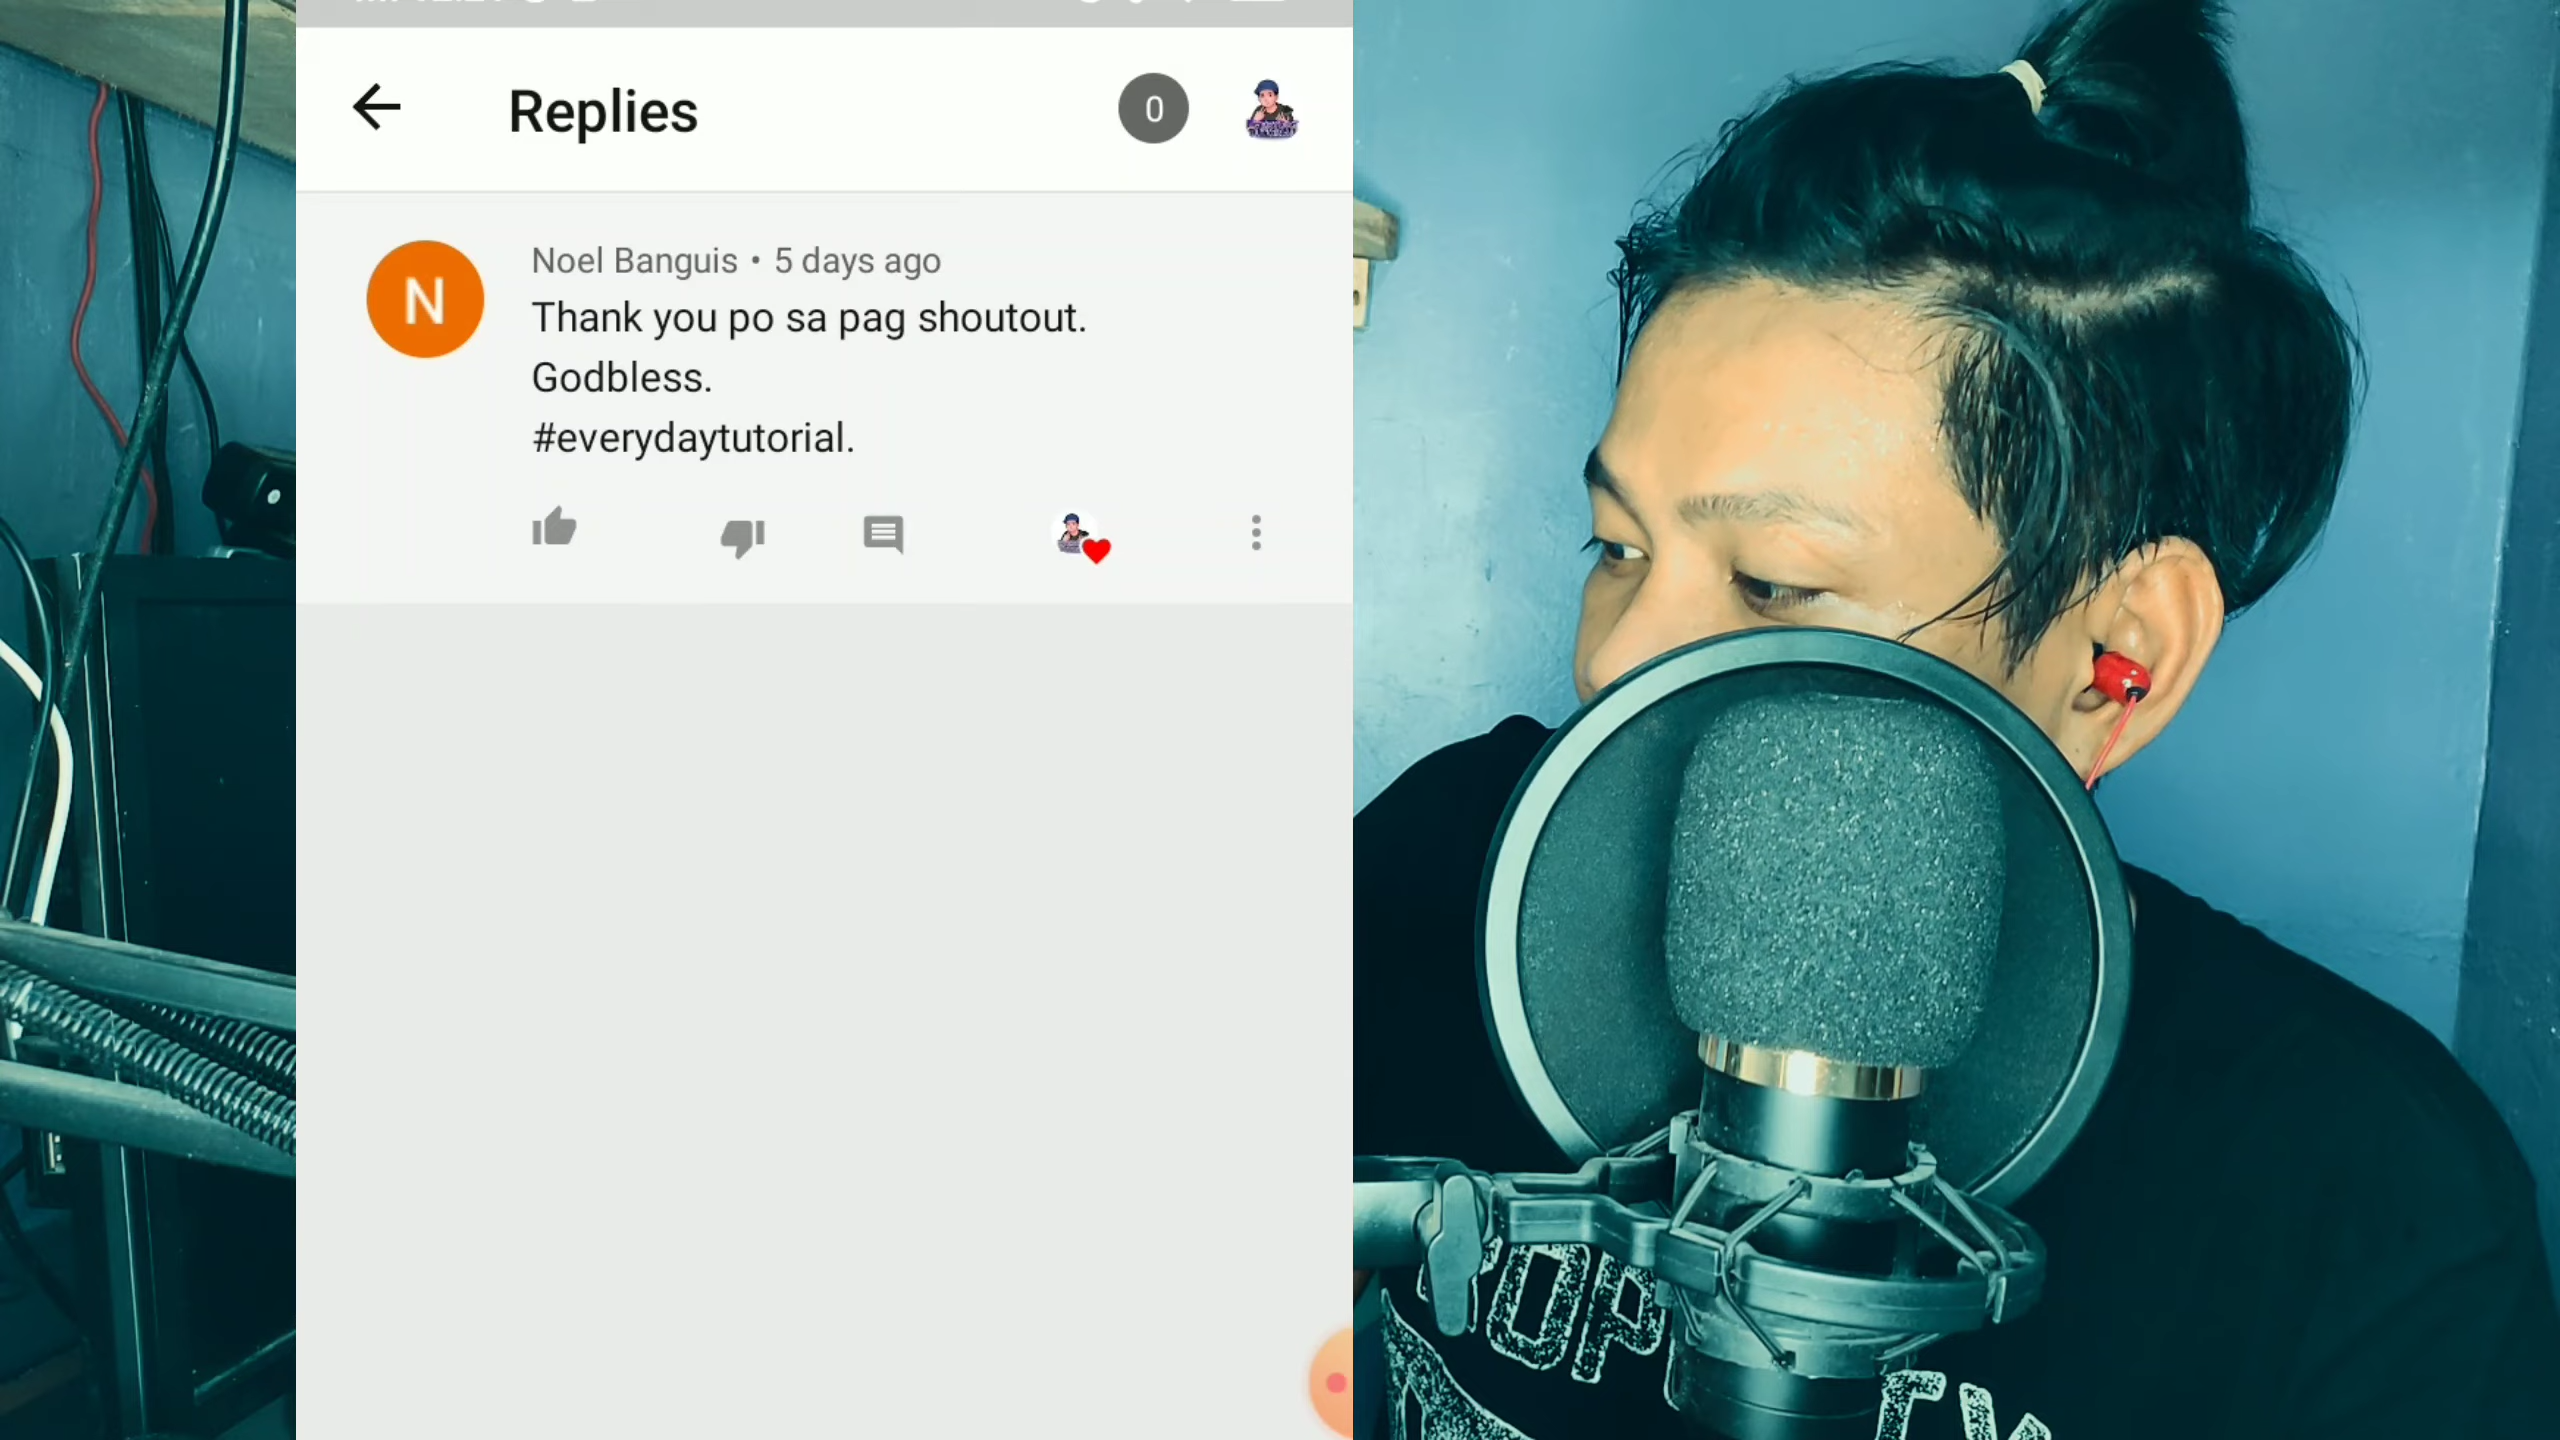 Replies
0
N
Noel Banguis • 5 days ago
Thank you po sa pag shoutout.
Godbless.
#everydaytutorial.